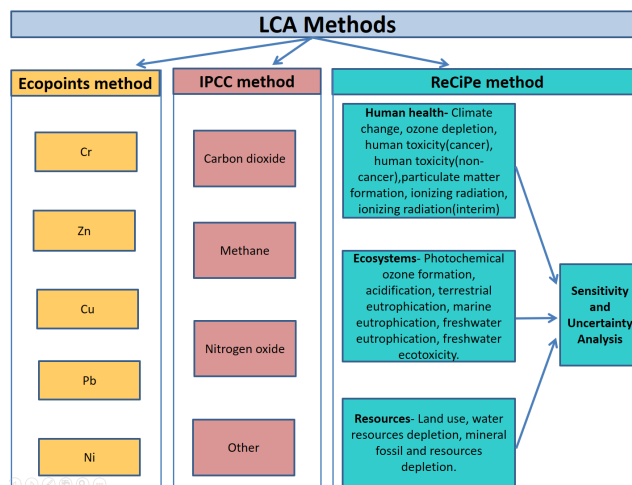 LCA Methods
Ecopoints method
Cr
Zn
Cu
Pb
Ni
IPCC method
Carbon dioxide
Methane
Nitrogen oxide
Other
ReCiPe method
Human health- Climate
change, ozone depletion,
human toxicity(cancer),
human toxicity(non-
cancer),particulate matter
formation, ionizing radiation,
ionizing radiation(interim)
Ecosystems- Photochemical
ozone formation,
acidification, terrestrial
eutrophication, marine
eutrophication, freshwater
eutrophication, freshwater
ecotoxicity.
Resources- Land use, water
resources depletion, mineral
fossil and resources
depletion.
Sensitivity
and
Uncertainty
Analysis